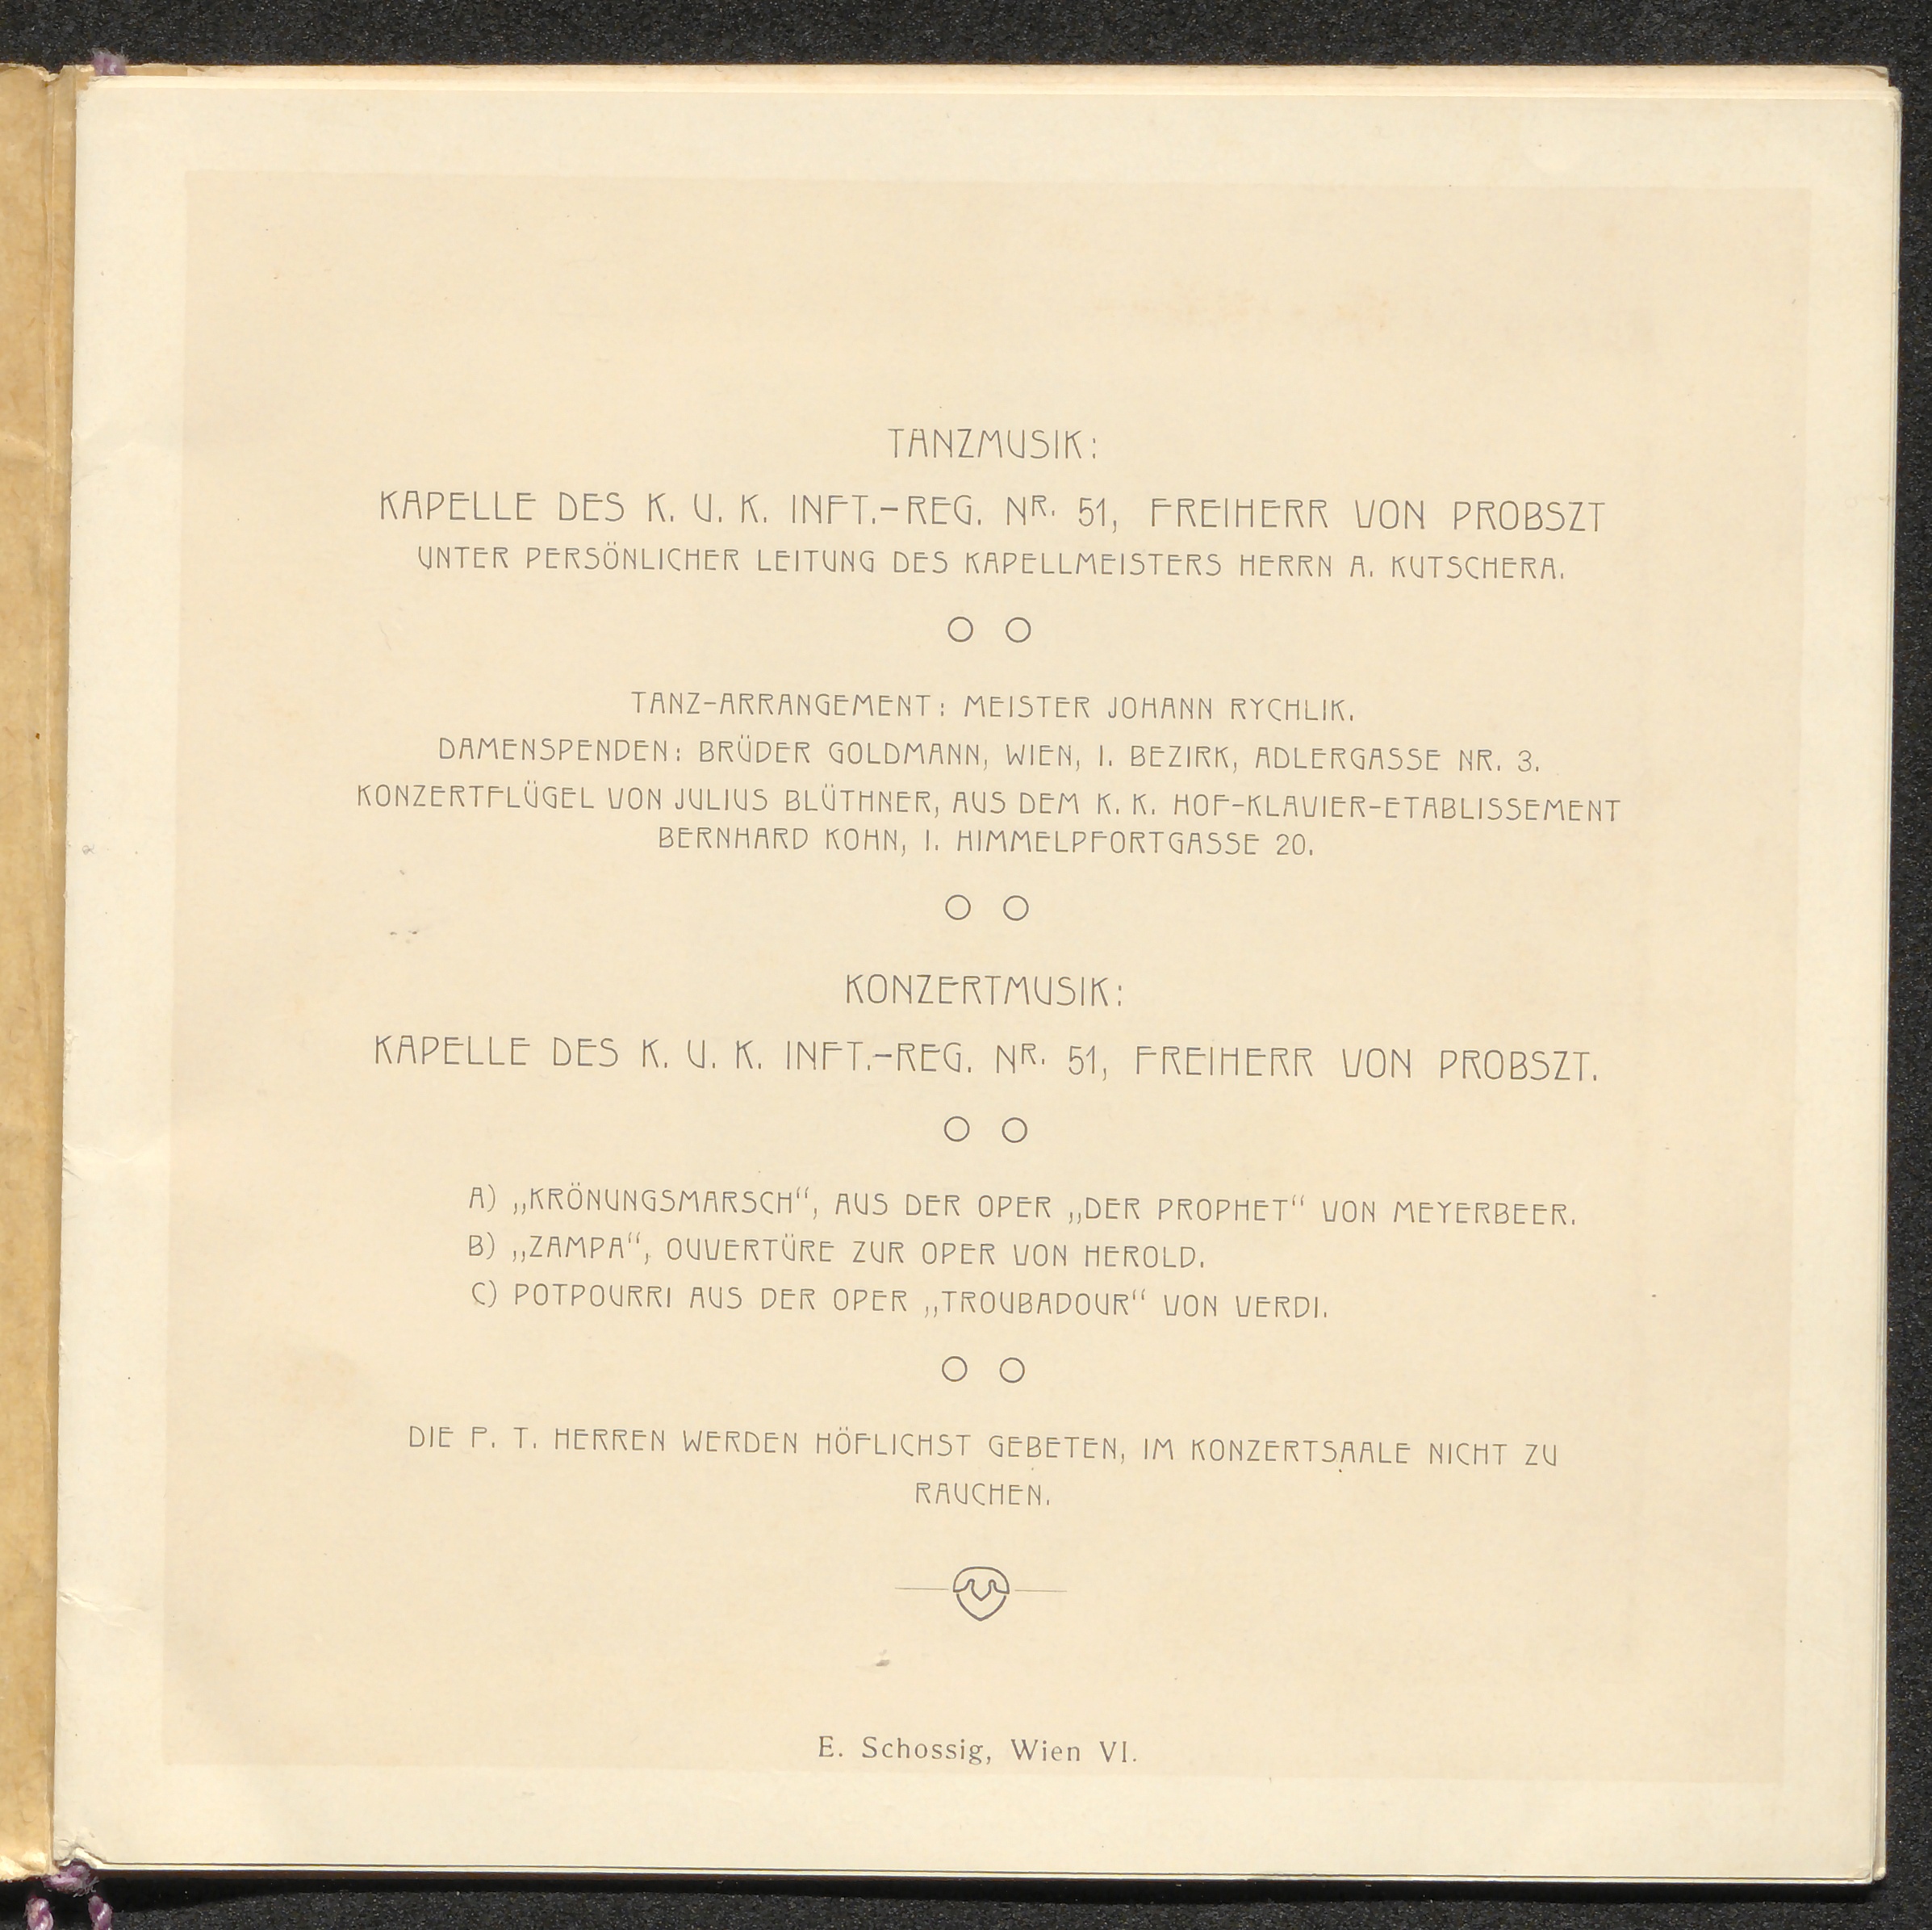 TANZMUSIK:
KAPELLE DES K. U. K. INFT.-REG. NR. 51, FREIHERR VON PROBSZT
UNTER PERSÖNLICHER LEITUNG DES KAPELLMEISTERS HERRN A. KUTSCHERA.
TANZ-ARRANGEMENT: MEISTER JOHANN RYCHLIK.
DAMENSPENDEN: BRÜDER GOLDMANN, WIEN, I. BEZIRK, ADLERGASSE NR. 3.
KONZERTFLÜGEL VON JULIUS BLÜTHNER, AUS DEM K. K. HOF-KLAVIER-ETABLISSEMENT
BERNHARD KOHN, I. HIMMELPFORTGASSE 20.
KONZERTMUSIK:
KAPELLE DES K. U. K. INFT.-REG. NR. 51, FREIHERR VON PROBSZT.
A) „KRÖNUNGSMARSCH“, AUS DER OPER „DER PROPHET“ VON MEYERBEER.
B) „ZAMPA“, OUVERTÜRE ZUR OPER VON HEROLD.
C) POTPOURRI AUS DER OPER „TROUBADOUR“ VON VERDI.
DIE P. T. HERREN WERDEN HÖFLICHST GEBETEN, IM KONZERTSAALE NICHT ZU
RAUCHEN.
E. Schossig, Wien VI.